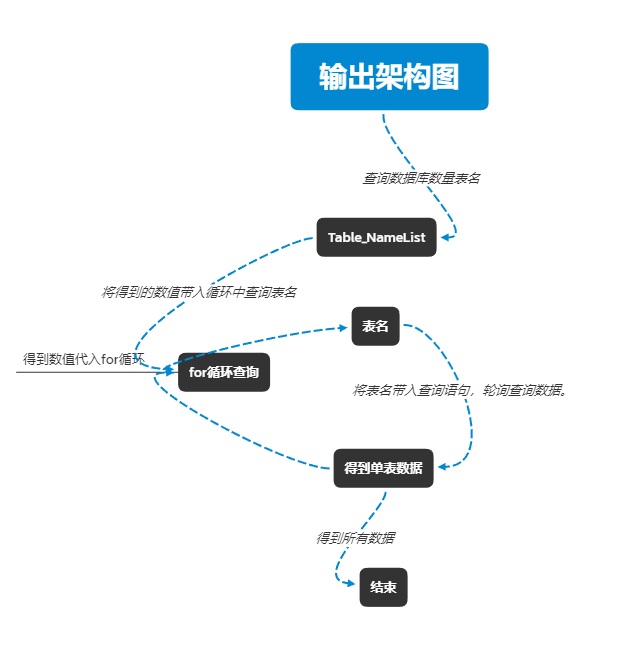 输出架构图
查询数据库数量表名
Table_NameList
将得到的数值带入循环中查询表名
表名
得到数值代入for循环
for循环查询
将表名带入查询语句，轮询查询数据。
得到单表数据
得到所有数据
结束